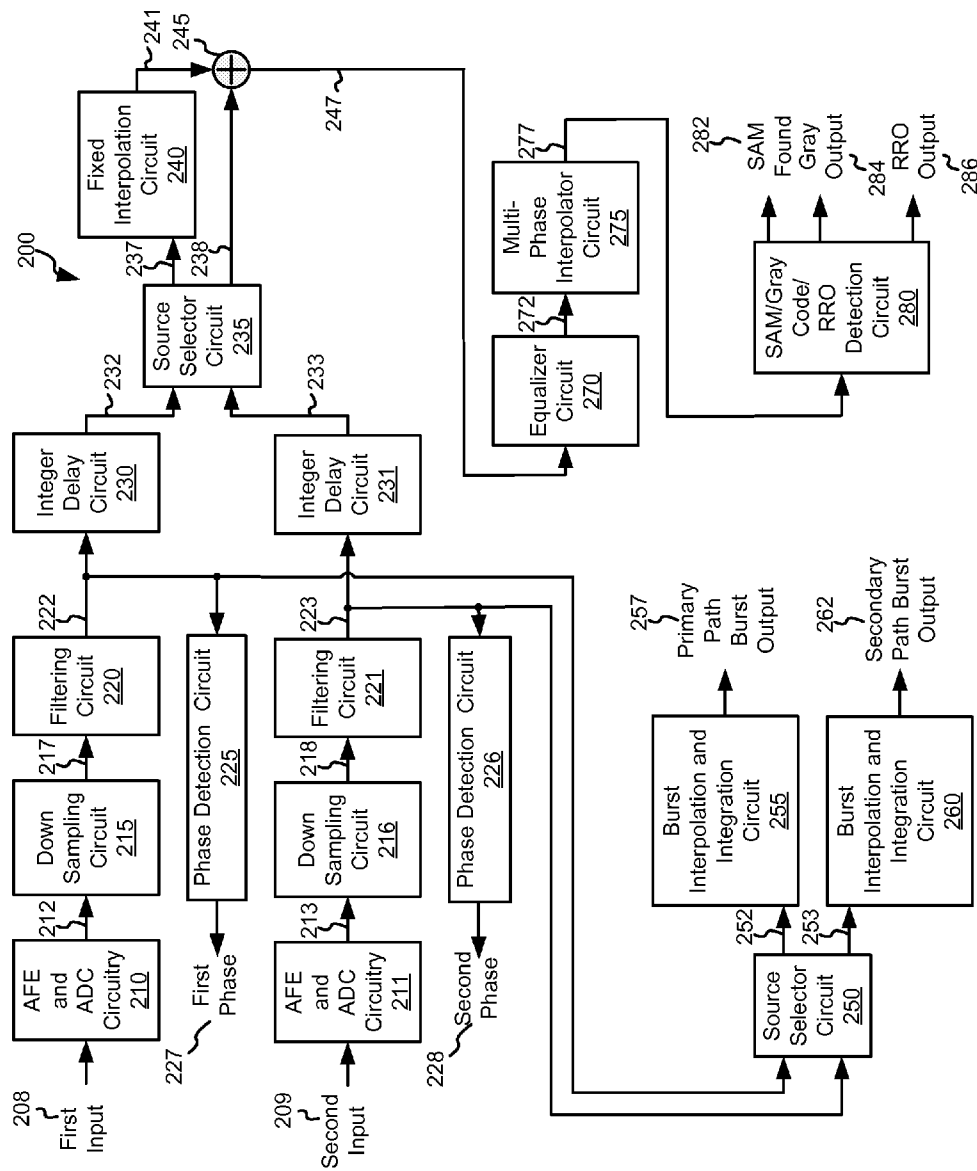 200
208
First
Input
AFE
and
ADC
Circuitry
210
212
Down
Sampling
Circuit
215
217
Filtering
Circuit
220
222
Integer
Delay
Circuit
230
232
Source
Selector
Circuit
235
237
238
Fixed
Interpolation
Circuit
240
241
245
247
227
First
Phase
Phase Detection Circuit
225
209
Second
Input
AFE
and
ADC
Circuitry
211
213
Down
Sampling
Circuit
216
218
Filtering
Circuit
221
223
Integer
Delay
Circuit
231
233
228
Second
Phase
Phase Detection Circuit
226
Equalizer
Circuit
270
272
Multi-
Phase
Interpolator
Circuit
275
277
SAM/Gray
Code/
RRO
Detection
Circuit
280
282
SAM
Found
Gray
Output
284
RRO
Output
286
Source
Selector
Circuit
250
252
253
Burst
Interpolation and
Integration
Circuit
255
257
Primary
Path
Burst
Output
Burst
Interpolation and
Integration
Circuit
260
262
Secondary
Path Burst
Output